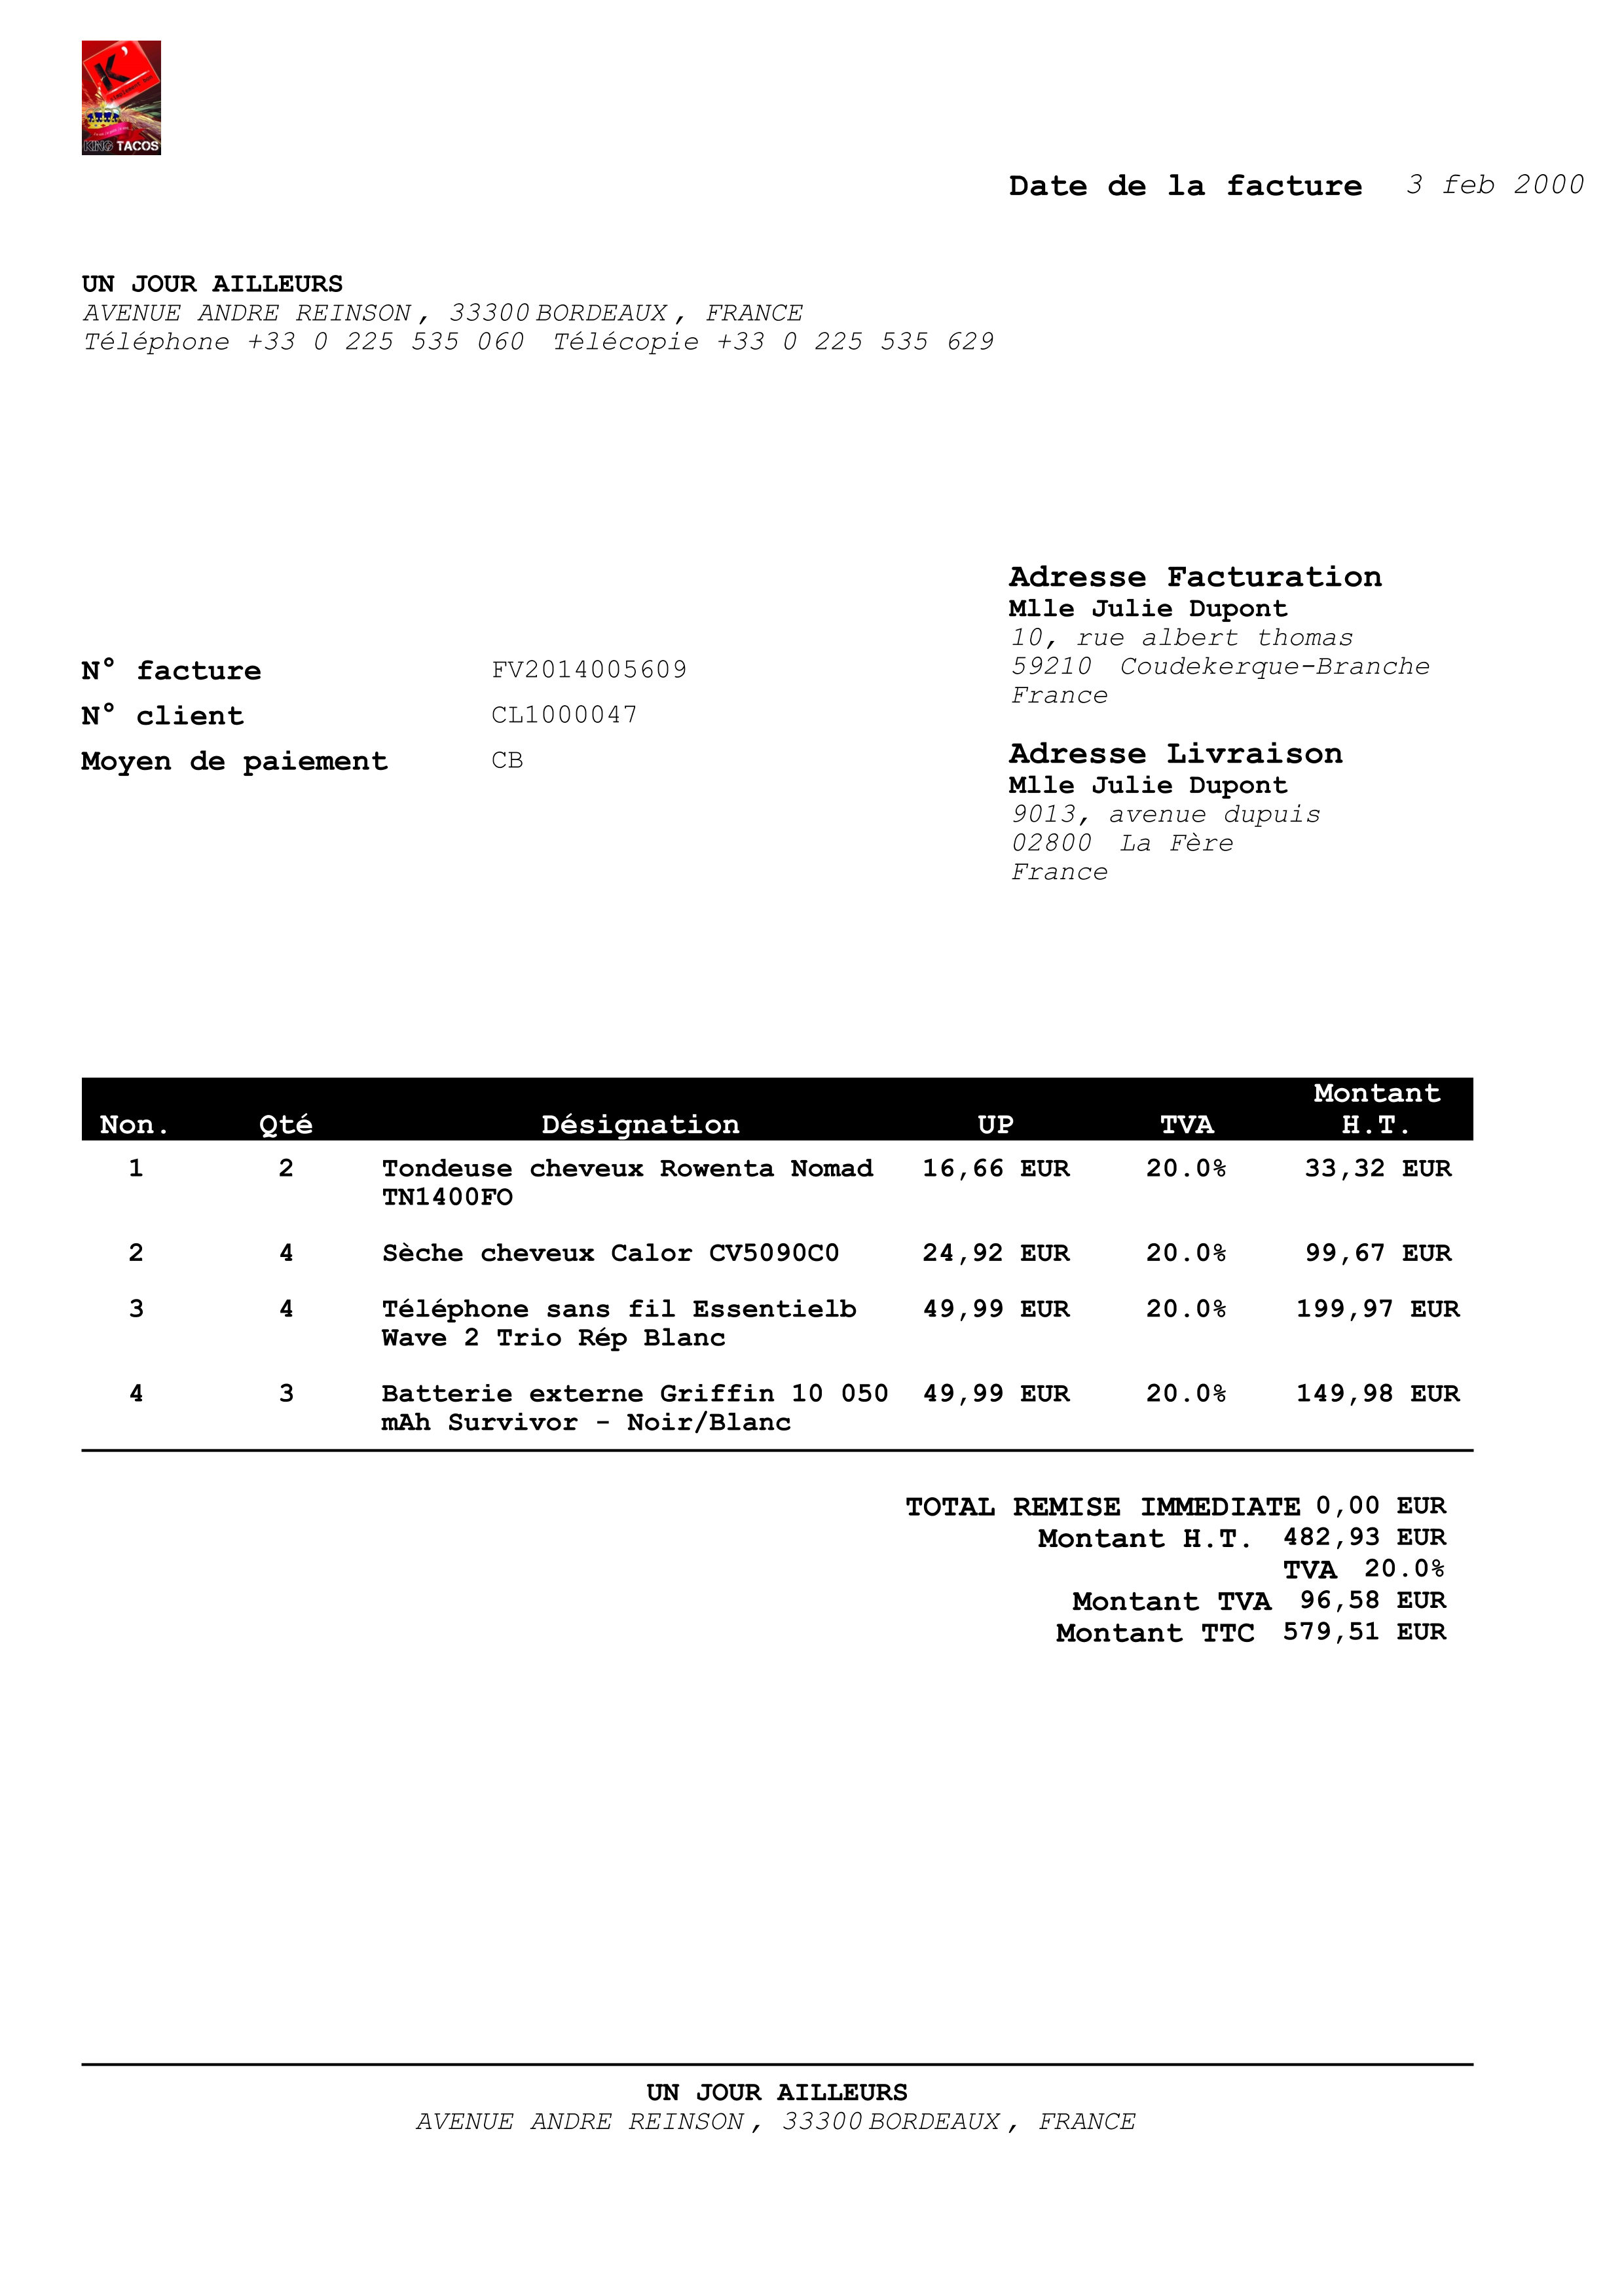 K'
KING TACOS
Date de la facture 3 feb 2000
UN JOUR AILLEURS
AVENUE ANDRE REINSON, 33300 BORDEAUX, FRANCE
Téléphone +33 0 225 535 060 Télécopie +33 0 225 535 629
Adresse Facturation
Mlle Julie Dupont
10, rue albert thomas
59210 Coudekerque-Branche
France
N° facture FV2014005609
N° client CL1000047
Moyen de paiement CB
Adresse Livraison
Mlle Julie Dupont
9013, avenue dupuis
02800 La Fère
France
Montant
Non. Qté Désignation UP TVA H.T.
1 2 Tondeuse cheveux Rowenta Nomad 16,66 EUR 20.0% 33,32 EUR
TN1400FO
2 4 Sèche cheveux Calor CV5090C0 24,92 EUR 20.0% 99,67 EUR
3 4 Téléphone sans fil Essentielb 49,99 EUR 20.0% 199,97 EUR
Wave 2 Trio Rép Blanc
4 3 Batterie externe Griffin 10 050 49,99 EUR 20.0% 149,98 EUR
mAh Survivor - Noir/Blanc
TOTAL REMISE IMMEDIATE 0,00 EUR
Montant H.T. 482,93 EUR
TVA 20.0%
Montant TVA 96,58 EUR
Montant TTC 579,51 EUR
UN JOUR AILLEURS
AVENUE ANDRE REINSON, 33300 BORDEAUX, FRANCE